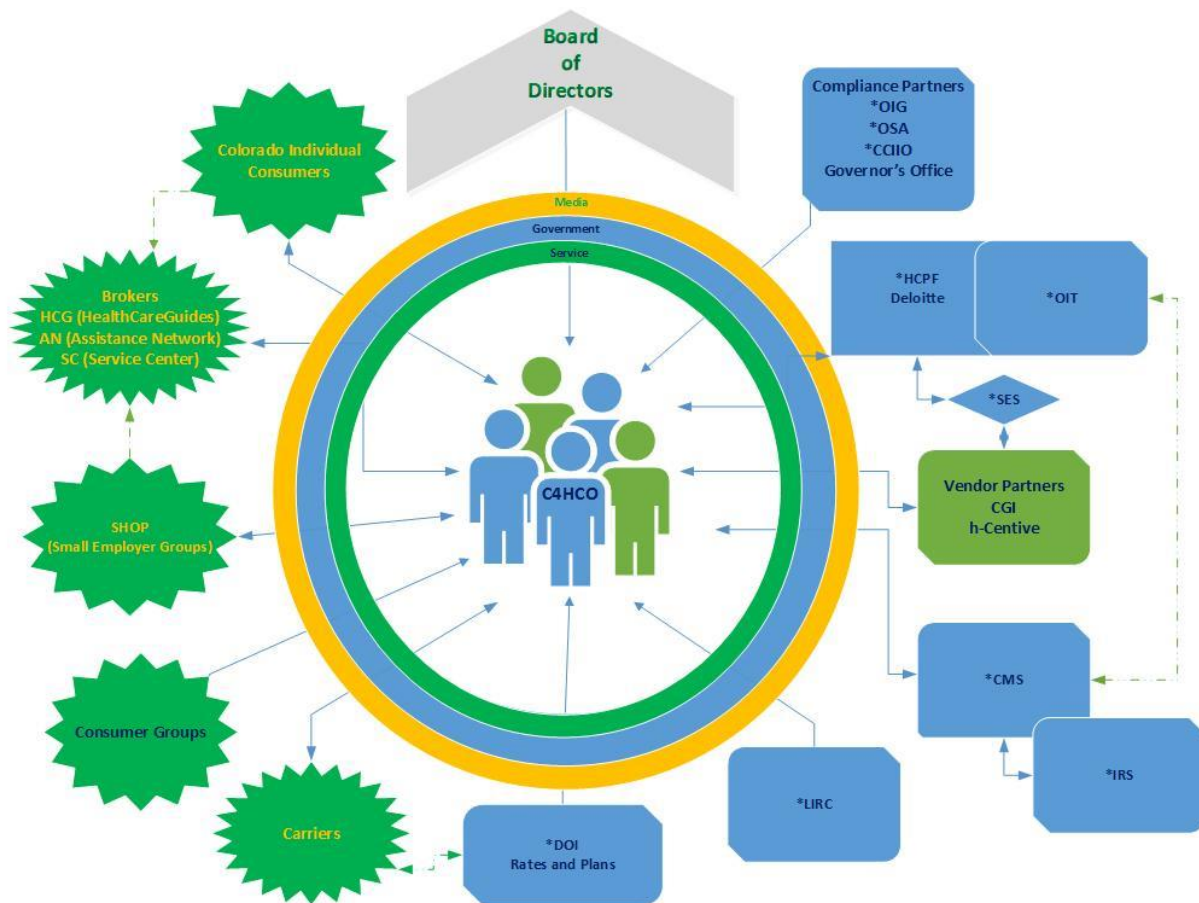 Board
of
Directors
Compliance Partners
*OIG
*OSA
*CCIIO
Governor's Office
Colorado Individual
Consumers
Media
Government
Service
*HCPF
Deloitte
*OIT
Brokers
HCG (HealthCareGuides)
AN (Assistance Network)
SC (Service Center)
*SES
C4HCO
Vendor Partners
CGI
h-Centive
SHOP
(Small Employer Groups)
*CMS
Consumer Groups
*IRS
*LIRC
Carriers
*DOI
Rates and Plans